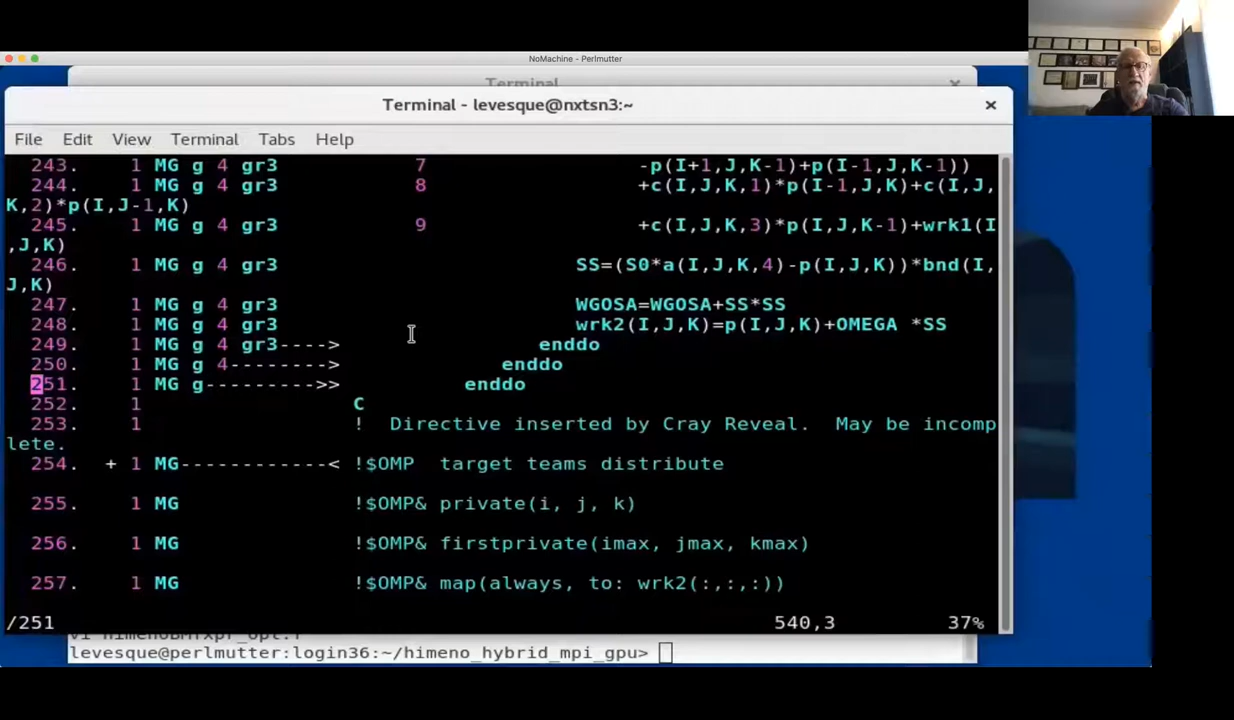 NoMachine - Perlmutter
Terminal
Terminal - levesque@nxtsn3:~
File Edit View Terminal Tabs Help
243. 1 MG g 4 gr3 7 -p(I+1,J,K-1)+p(I-1,J,K-1))
244. 1 MG g 4 gr3 8 +c(I,J,K,1)*p(I-1,J,K)+c(I,J,
K,2)*p(I,J-1,K)
245. 1 MG g 4 gr3 9 +c(I,J,K,3)*p(I,J,K-1)+wrk1(I
,J,K)
246. 1 MG g 4 gr3 SS=(S0*a(I,J,K,4)-p(I,J,K))*bnd(I,
J,K)
247. 1 MG g 4 gr3 WGOSA=WGOSA+SS*SS
248. 1 MG g 4 gr3 wrk2(I,J,K)=p(I,J,K)+OMEGA *SS
249. 1 MG g 4 gr3----> enddo
250. 1 MG g 4--------> enddo
251. 1 MG g---------->> enddo
252. 1 C
253. 1 ! Directive inserted by Cray Reveal. May be incomp
lete.
254. + 1 MG------------< !$OMP target teams distribute
255. 1 MG !$OMP& private(i, j, k)
256. 1 MG !$OMP& firstprivate(imax, jmax, kmax)
257. 1 MG !$OMP& map(always, to: wrk2(:,:,:))
/251 540,3 37%
levesque@perlmutter:login36:~/himeno_hybrid_mpi_gpu>